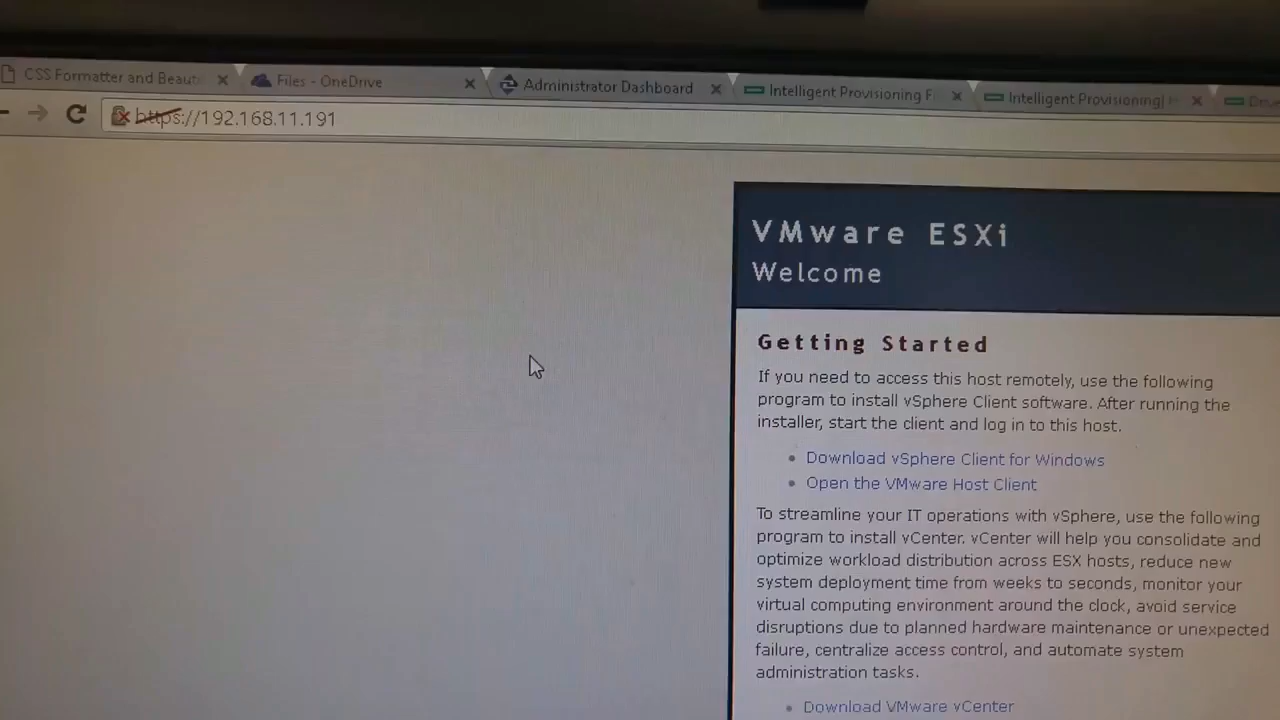 CSS Formatter and Beaut
Files - OneDrive
Administrator Dashboard
Intelligent Provisioning F
Intelligent Provisioning|
https://192.168.11.191
VMware ESXi
Welcome
Getting Started
If you need to access this host remotely, use the following
program to install vSphere Client software. After running the
installer, start the client and log in to this host.
Download vSphere Client for Windows
Open the VMware Host Client
To streamline your IT operations with vSphere, use the following
program to install vCenter. vCenter will help you consolidate and
optimize workload distribution across ESX hosts, reduce new
system deployment time from weeks to seconds, monitor your
virtual computing environment around the clock, avoid service
disruptions due to planned hardware maintenance or unexpected
failure, centralize access control, and automate system
administration tasks.
Download VMware vCenter